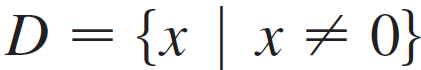 D = {x | x ≠ 0}